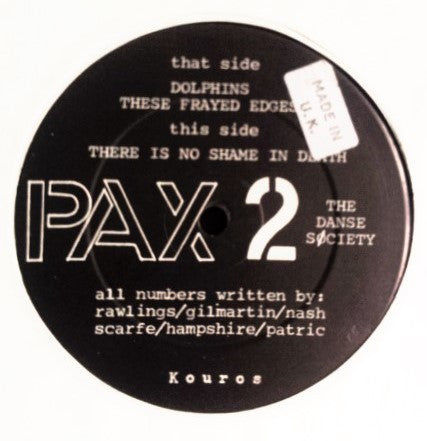 that side
DOLPHINS
THESE FRAYED EDGES
MADE IN
U.K.
this side
THERE IS NO SHAME IN DEATH
PAX 2
THE
DANSE
SØCIETY
all numbers written by:
rawlings/gilmartin/nash
scarfe/hampshire/patric
Kouros